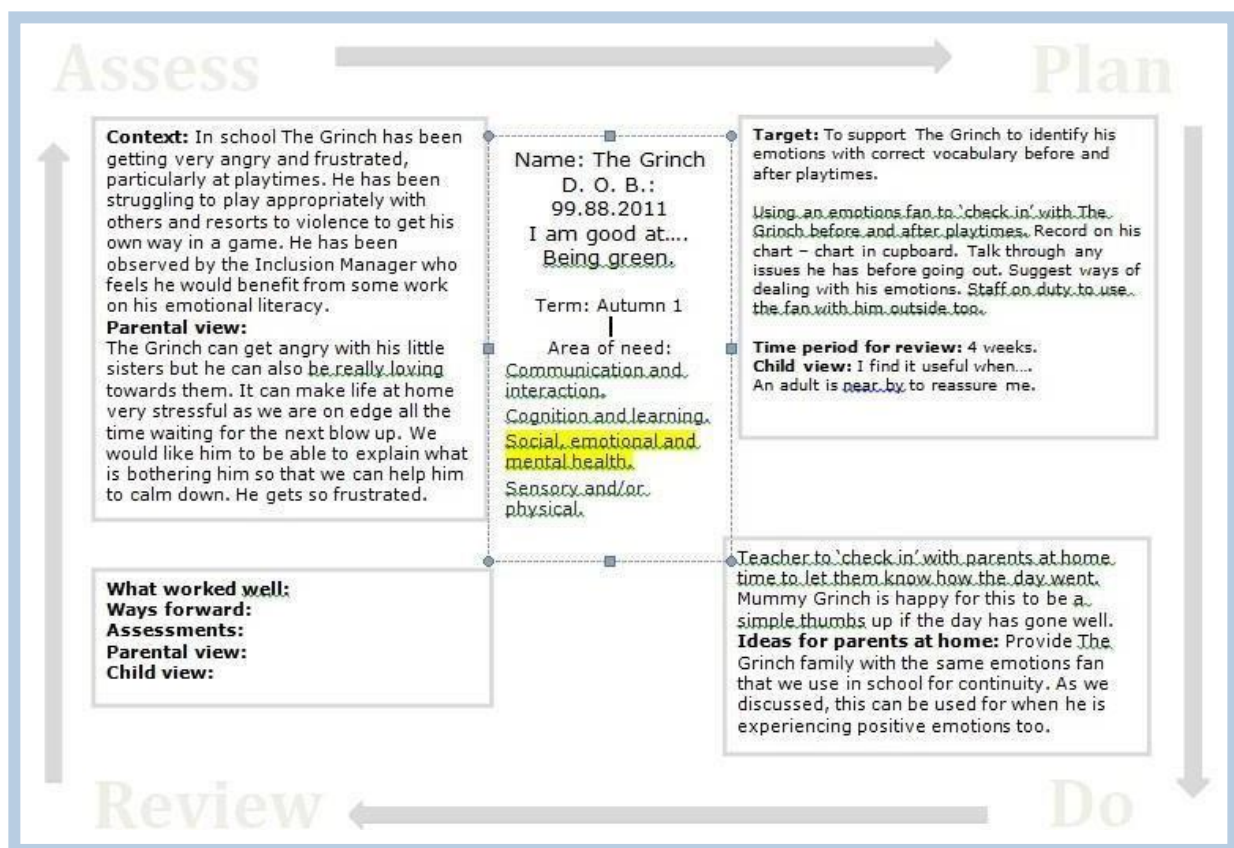 Assess
Plan
Context: In school The Grinch has been
getting very angry and frustrated,
particularly at playtimes. He has been
struggling to play appropriately with
others and resorts to violence to get his
own way in a game. He has been
observed by the Inclusion Manager who
feels he would benefit from some work
on his emotional literacy.
Parental view:
The Grinch can get angry with his little
sisters but he can also be really loving
towards them. It can make life at home
very stressful as we are on edge all the
time waiting for the next blow up. We
would like him to be able to explain what
is bothering him so that we can help him
to calm down. He gets so frustrated.
Name: The Grinch
D. O. B.:
99.88.2011
I am good at....
Being green.
Term: Autumn 1
Area of need:
Communication and
interaction.
Cognition and learning.
Social, emotional and
mental health.
Sensory and/or
physical.
Target: To support The Grinch to identify his
emotions with correct vocabulary before and
after playtimes.
Using an emotions fan to ‘check in’ with The
Grinch before and after playtimes. Record on his
chart – chart in cupboard. Talk through any
issues he has before going out. Suggest ways of
dealing with his emotions. Staff on duty to use
the fan with him outside too.
Time period for review: 4 weeks.
Child view: I find it useful when….
An adult is near by to reassure me.
Teacher to ‘check in’ with parents at home
time to let them know how the day went.
Mummy Grinch is happy for this to be a
simple thumbs up if the day has gone well.
Ideas for parents at home: Provide The
Grinch family with the same emotions fan
that we use in school for continuity. As we
discussed, this can be used for when he is
experiencing positive emotions too.
What worked well:
Ways forward:
Assessments:
Parental view:
Child view:
Review
Do